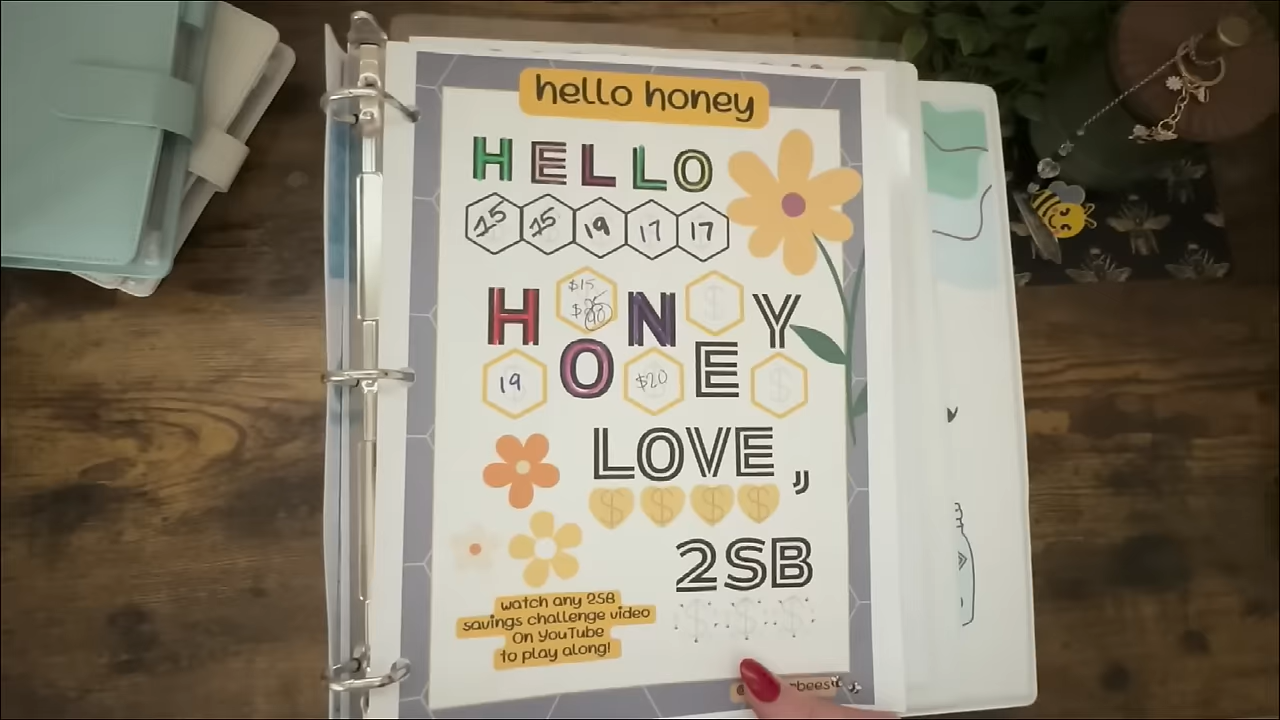 hello honey
HELLO
15 15 19 17 17
HONEY
$15
19 $20 $
LOVE,
$ $ $ $
2SB
$ $ $
watch any 2SB
savings challenge video
On YouTube
to play along!
bees